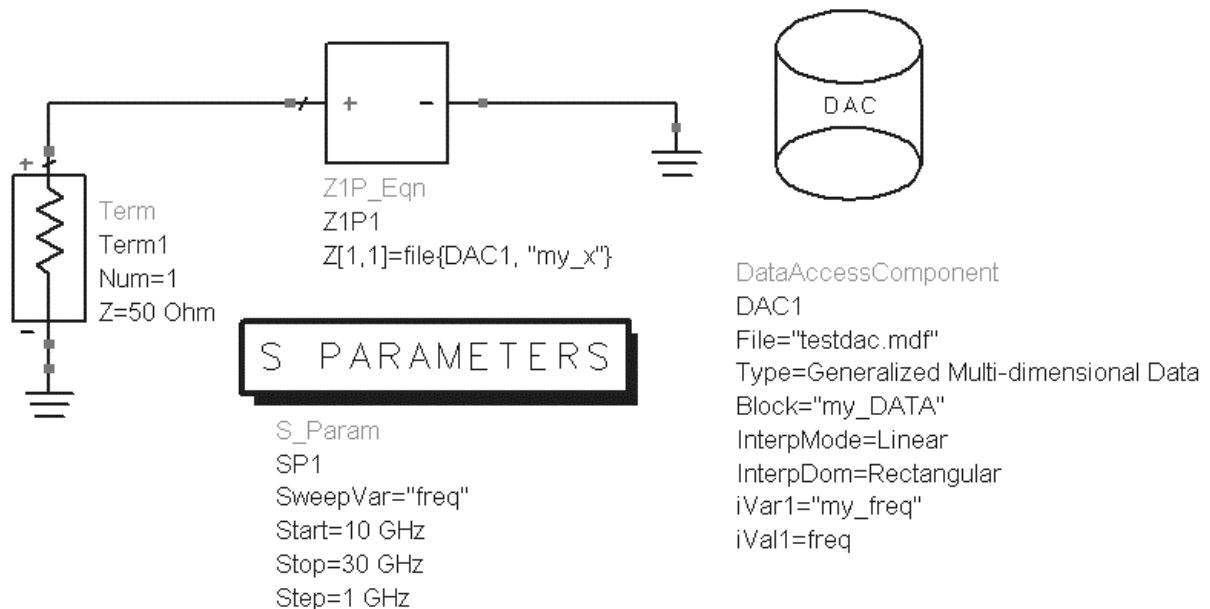 DAC
+ -
Z1P_Eqn
Z1P1
Z[1,1]=file{DAC1, "my_x"}
+
Term
Term1
Num=1
Z=50 Ohm
-
DataAccessComponent
DAC1
File="testdac.mdf"
Type=Generalized Multi-dimensional Data
Block="my_DATA"
InterpMode=Linear
InterpDom=Rectangular
iVar1="my_freq"
iVal1=freq
S PARAMETERS
S_Param
SP1
SweepVar="freq"
Start=10 GHz
Stop=30 GHz
Step=1 GHz